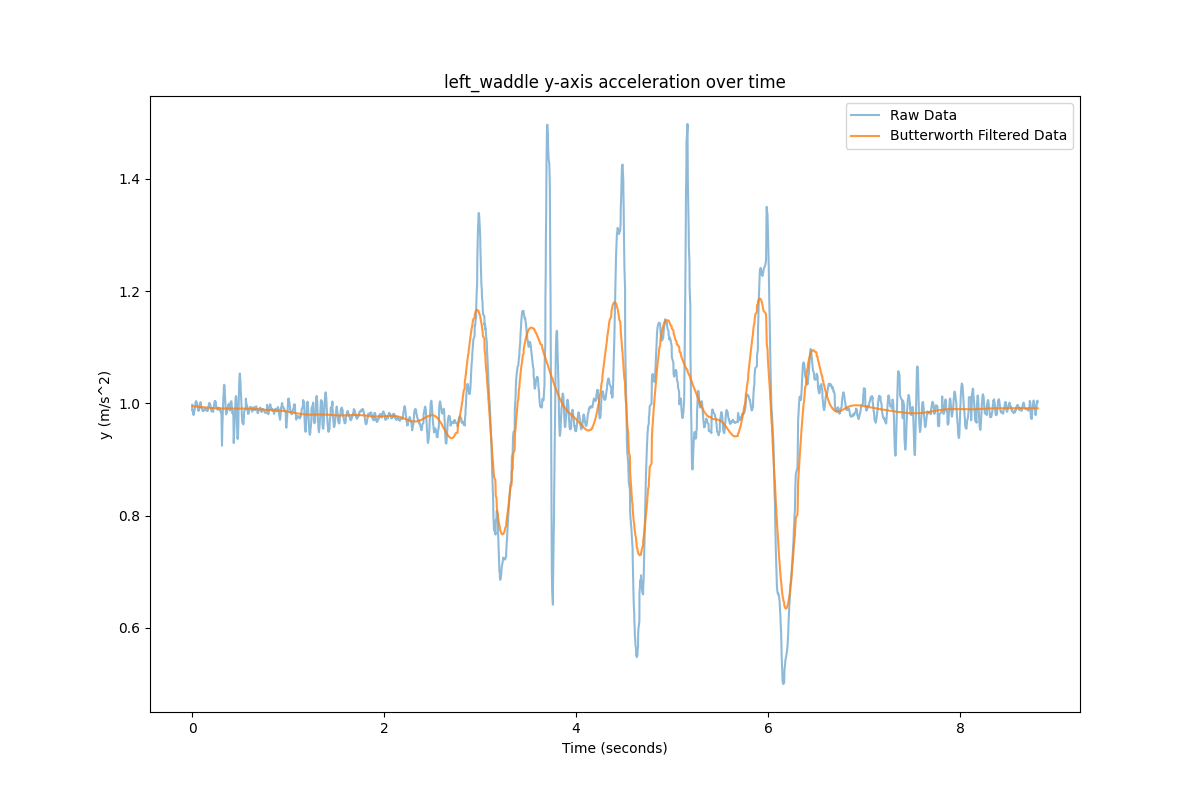 left_waddle y-axis acceleration over time
Raw Data
Butterworth Filtered Data
y (m/s^2)
1.4
1.2
1.0
0.8
0.6
0
2
4
6
8
Time (seconds)